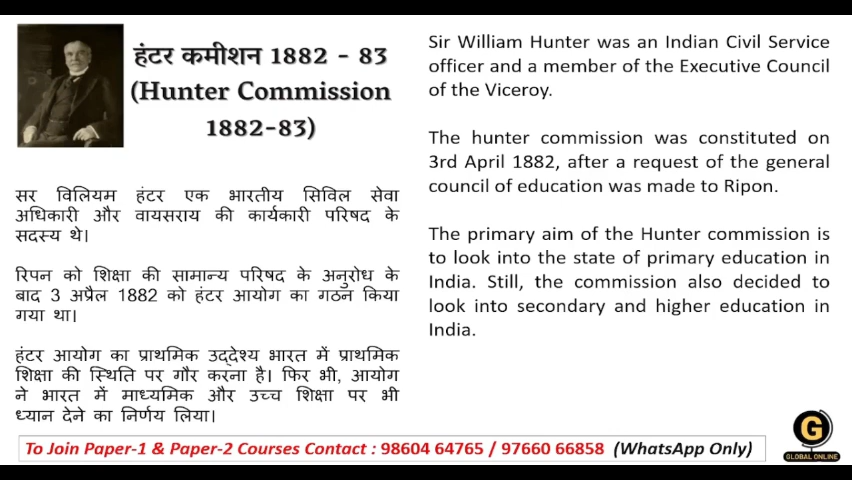 हंटर कमीशन 1882 - 83
(Hunter Commission
1882-83)
सर विलियम हंटर एक भारतीय सिविल सेवा
अधिकारी और वायसराय की कार्यकारी परिषद के
सदस्य थे।
रिपन को शिक्षा की सामान्य परिषद के अनुरोध के
बाद 3 अप्रैल 1882 को हंटर आयोग का गठन किया
गया था।
हंटर आयोग का प्राथमिक उद्देश्य भारत में प्राथमिक
शिक्षा की स्थिति पर गौर करना है। फिर भी, आयोग
ने भारत में माध्यमिक और उच्च शिक्षा पर भी
ध्यान देने का निर्णय लिया।
Sir William Hunter was an Indian Civil Service
officer and a member of the Executive Council
of the Viceroy.
The hunter commission was constituted on
3rd April 1882, after a request of the general
council of education was made to Ripon.
The primary aim of the Hunter commission is
to look into the state of primary education in
India. Still, the commission also decided to
look into secondary and higher education in
India.
To Join Paper-1 & Paper-2 Courses Contact : 98604 64765 / 97660 66858 (WhatsApp Only)
G
GLOBAL ONLINE